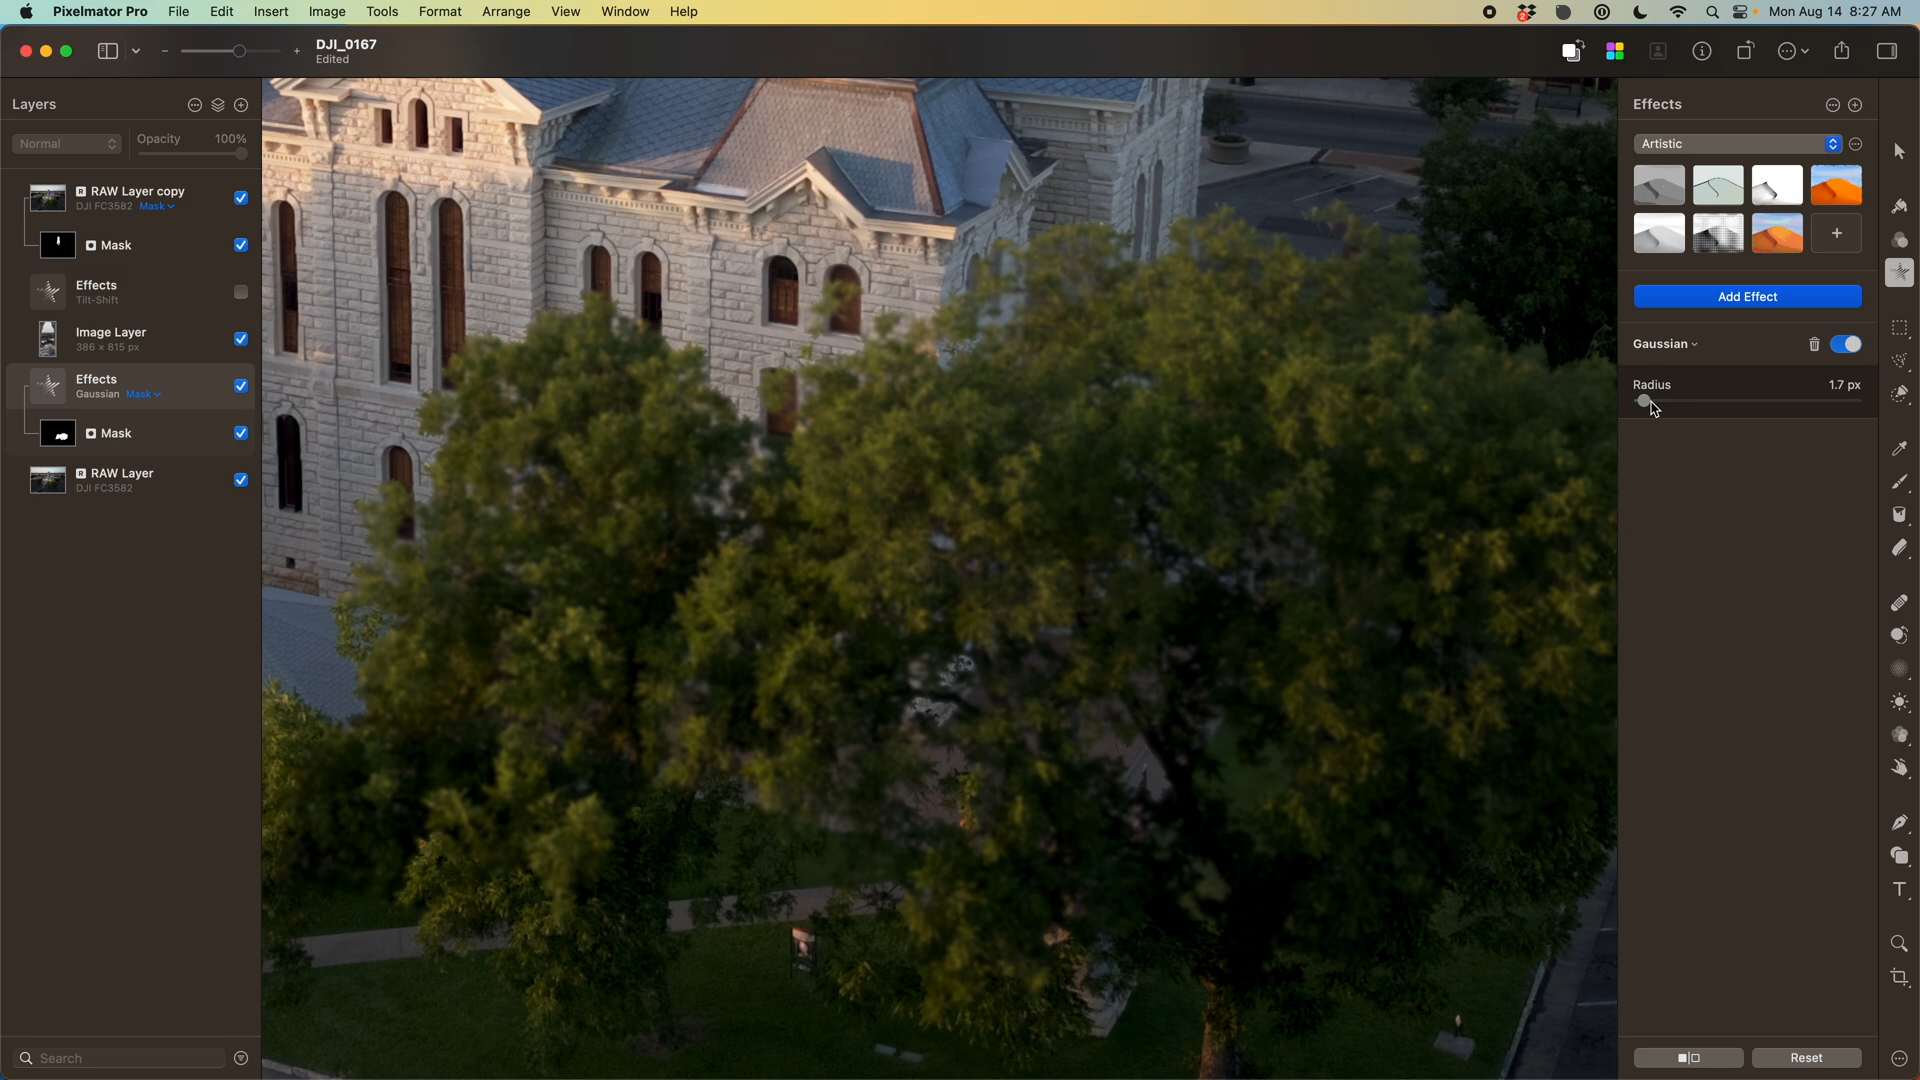 Pixelmator Pro File Edit Insert Image Tools Format Arrange View Window Help
2
Mon Aug 14 8:27 AM
DJI_0167
Edited
Layers
Normal
Opacity 100%
R RAW Layer copy
DJI FC3582 Mask
Mask
Effects
Tilt-Shift
Image Layer
386 × 815 px
Effects
Gaussian Mask
Mask
R RAW Layer
DJI FC3582
Search
Effects
Artistic
Add Effect
Gaussian
Radius 1.7 px
Reset